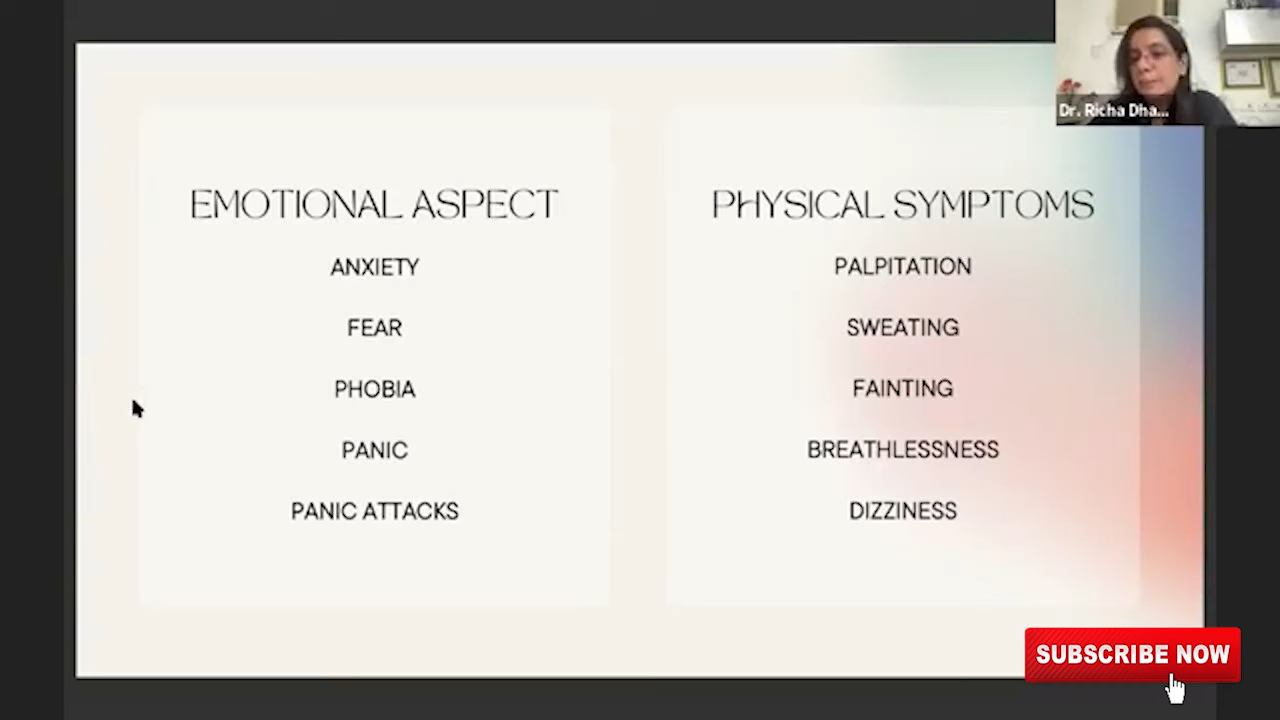 Dr. Richa Dha...
EMOTIONAL ASPECT
ANXIETY
FEAR
PHOBIA
PANIC
PANIC ATTACKS
PHYSICAL SYMPTOMS
PALPITATION
SWEATING
FAINTING
BREATHLESSNESS
DIZZINESS
SUBSCRIBE NOW